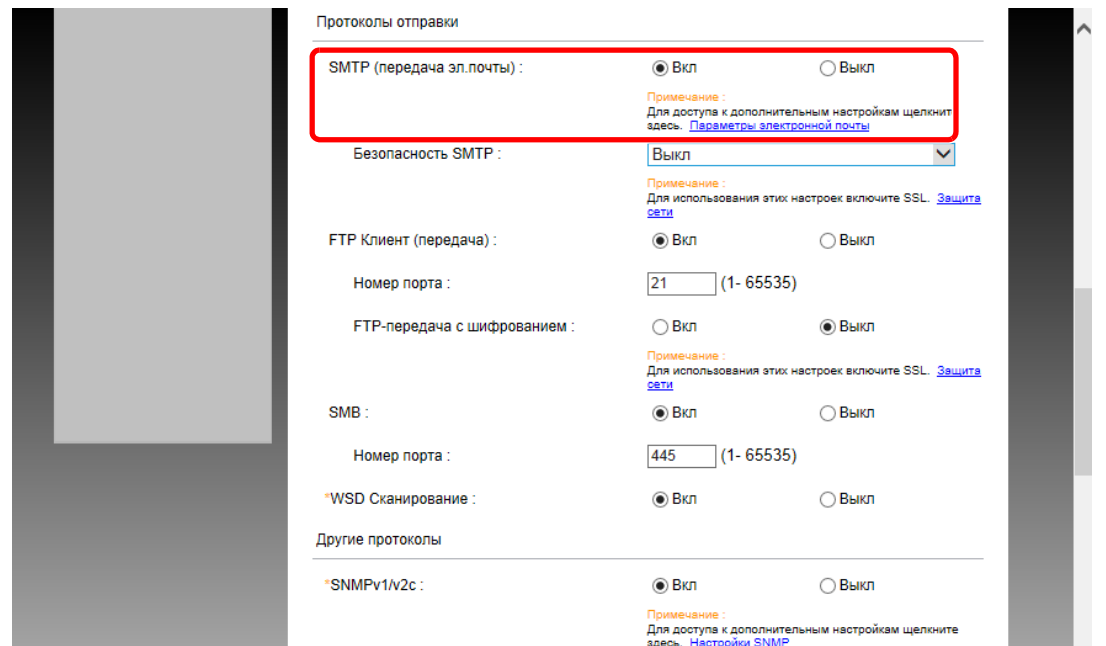 Протоколы отправки
SMTP (передача эл.почты) : Вкл Выкл
Примечание :
Для доступа к дополнительным настройкам щелкнит
здесь. Параметры электронной почты
Безопасность SMTP : Выкл
Примечание :
Для использования этих настроек включите SSL. Защита
сети
FTP Клиент (передача) : Вкл Выкл
Номер порта : 21 (1- 65535)
FTP-передача с шифрованием : Вкл Выкл
Примечание :
Для использования этих настроек включите SSL. Защита
сети
SMB : Вкл Выкл
Номер порта : 445 (1- 65535)
*WSD Сканирование : Вкл Выкл
Другие протоколы
*SNMPv1/v2c : Вкл Выкл
Примечание :
Для доступа к дополнительным настройкам щелкните
здесь. Настройки SNMP